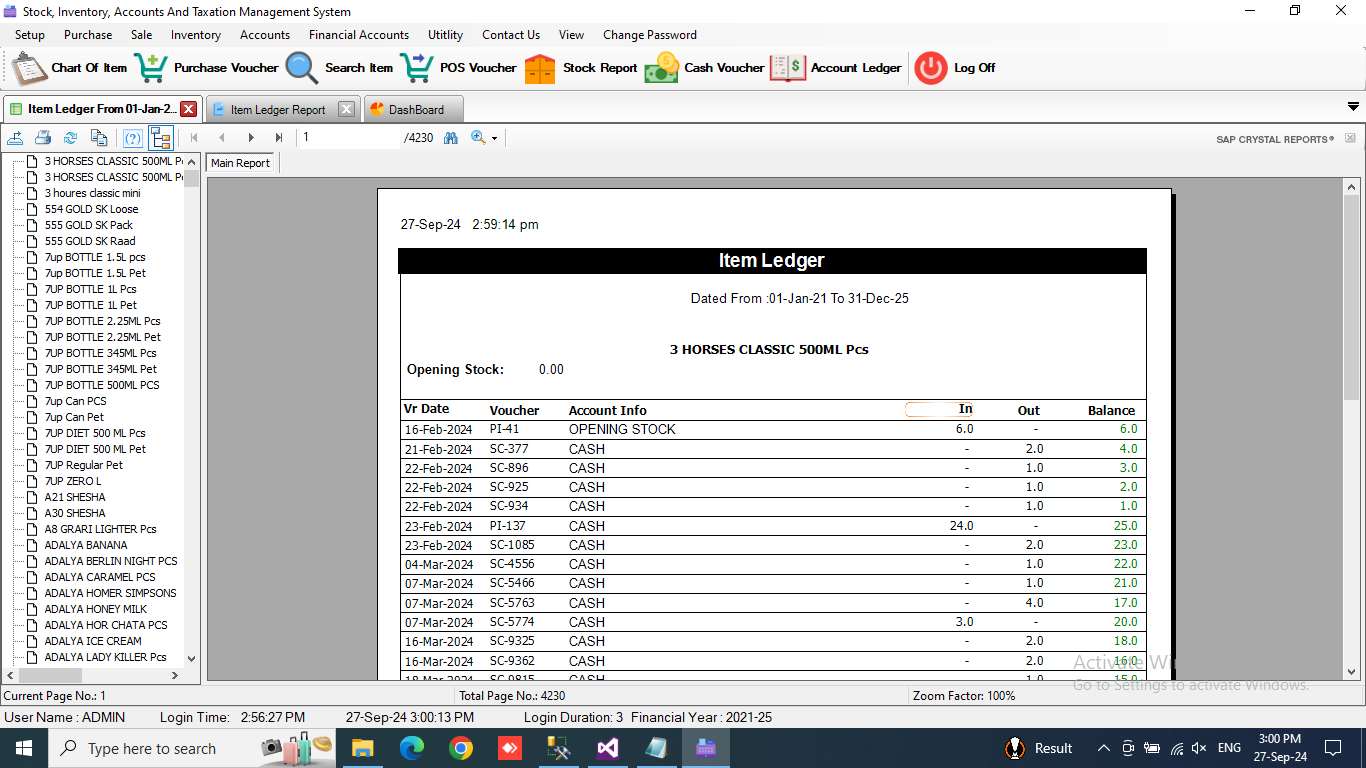 Stock, Inventory, Accounts And Taxation Management System
Setup Purchase Sale Inventory Accounts Financial Accounts Uitility Contact Us View Change Password
Chart Of Item Purchase Voucher Search Item POS Voucher Stock Report Cash Voucher Account Ledger Log Off
Item Ledger From 01-Jan-2... Item Ledger Report DashBoard
1 /4230 SAP CRYSTAL REPORTS®
3 HORSES CLASSIC 500ML
3 HORSES CLASSIC 500ML
3 houres classic mini
554 GOLD SK Loose
555 GOLD SK Pack
555 GOLD SK Raad
7up BOTTLE 1.5L pcs
7up BOTTLE 1.5L Pet
7UP BOTTLE 1L Pcs
7UP BOTTLE 1L Pet
7UP BOTTLE 2.25ML Pcs
7UP BOTTLE 2.25ML Pet
7UP BOTTLE 345ML Pcs
7UP BOTTLE 345ML Pet
7UP BOTTLE 500ML PCS
7up Can PCS
7up Can Pet
7UP DIET 500 ML Pcs
7UP DIET 500 ML Pet
7UP Regular Pet
7UP ZERO L
A21 SHESHA
A30 SHESHA
A8 GRARI LIGHTER Pcs
ADALYA BANANA
ADALYA BERLIN NIGHT PCS
ADALYA CARAMEL PCS
ADALYA HOMER SIMPSONS
ADALYA HONEY MILK
ADALYA HOR CHATA PCS
ADALYA ICE CREAM
ADALYA LADY KILLER Pcs
Main Report
27-Sep-24 2:59:14 pm
Item Ledger
Dated From :01-Jan-21 To 31-Dec-25
3 HORSES CLASSIC 500ML Pcs
Opening Stock: 0.00
Vr Date Voucher Account Info In Out Balance
16-Feb-2024 PI-41 OPENING STOCK 6.0 - 6.0
21-Feb-2024 SC-377 CASH - 2.0 4.0
22-Feb-2024 SC-896 CASH - 1.0 3.0
22-Feb-2024 SC-925 CASH - 1.0 2.0
22-Feb-2024 SC-934 CASH - 1.0 1.0
23-Feb-2024 PI-137 CASH 24.0 - 25.0
23-Feb-2024 SC-1085 CASH - 2.0 23.0
04-Mar-2024 SC-4556 CASH - 1.0 22.0
07-Mar-2024 SC-5466 CASH - 1.0 21.0
07-Mar-2024 SC-5763 CASH - 4.0 17.0
07-Mar-2024 SC-5774 CASH 3.0 - 20.0
16-Mar-2024 SC-9325 CASH - 2.0 18.0
16-Mar-2024 SC-9362 CASH - 2.0 16.0
18-Mar-2024 SC-9815 CASH - 1.0 15.0
Activate
Go to Settings to activate Windows.
Current Page No.: 1 Total Page No.: 4230 Zoom Factor: 100%
User Name : ADMIN Login Time: 2:56:27 PM 27-Sep-24 3:00:13 PM Login Duration: 3 Financial Year : 2021-25
Type here to search Result ENG 3:00 PM
27-Sep-24